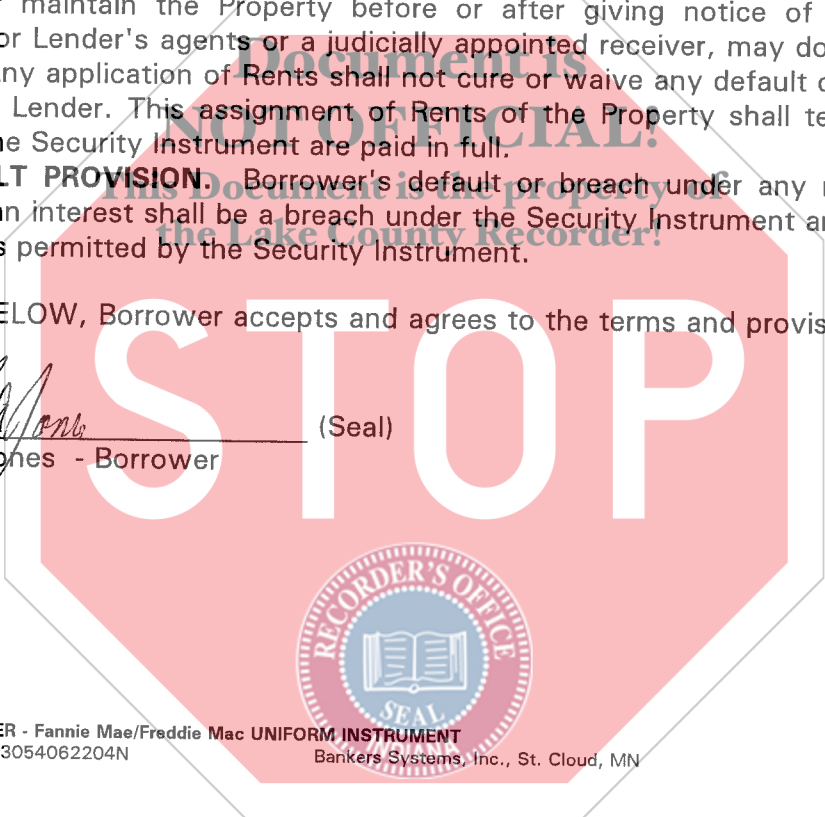 maintain the Property before or after giving notice of
or Lender's agents or a judicially appointed receiver, may do
ny application of Rents shall not cure or waive any default o
Lender. This assignment of Rents of the Property shall te
e Security Instrument are paid in full.
LT PROVISION. Borrower's default or breach under any
n interest shall be a breach under the Security Instrument an
s permitted by the Security Instrument.
ELOW, Borrower accepts and agrees to the terms and provis
Document is
NOT OFFICIAL!
This Document is the property of
the Lake County Recorder!
STOP
(Seal)
ones - Borrower
RECORDER'S OFFICE
SEAL
INDIANA
ER - Fannie Mae/Freddie Mac UNIFORM INSTRUMENT
3054062204N
Bankers Systems, Inc., St. Cloud, MN